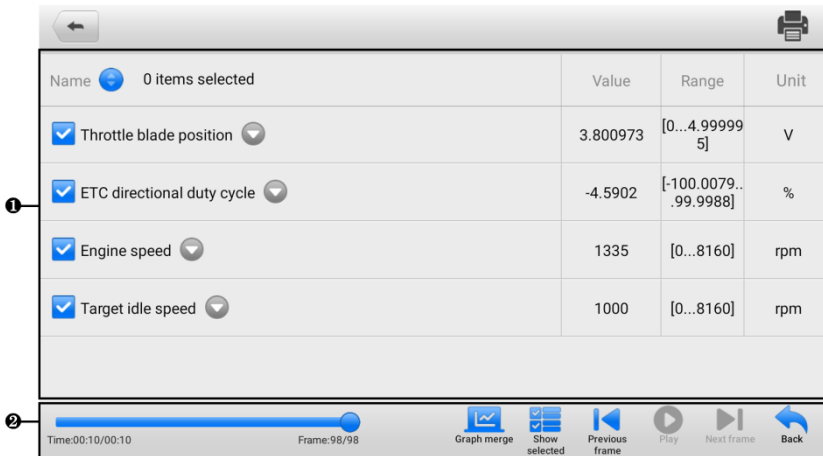 Name 0 items selected Value Range Unit
Throttle blade position 3.800973 [0...4.99999
5] V
ETC directional duty cycle -4.5902 [-100.0079..
.99.9988] %
❶
Engine speed 1335 [0...8160] rpm
Target idle speed 1000 [0...8160] rpm
❷
Time:00:10/00:10 Frame:98/98 Graph merge Show
selected Previous
frame Play Next frame Back